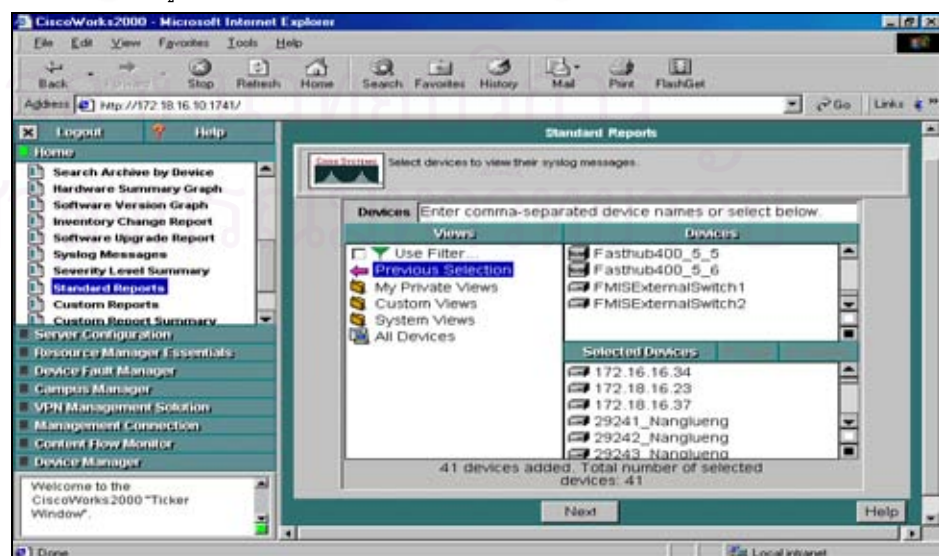 CiscoWorks2000 - Microsoft Internet Explorer
File Edit View Favorites Tools Help
Back Stop Refresh Home Search Favorites History Mail Print FlashGet
Address http://172.18.16.10:1741/ Go Links
Logout Help
Home
Search Archive by Device
Hardware Summary Graph
Software Version Graph
Inventory Change Report
Software Upgrade Report
Syslog Messages
Severity Level Summary
Standard Reports
Custom Reports
Custom Report Summary
Server Configuration
Resource Manager Essentials
Device Fault Manager
Campus Manager
VPN Management Solution
Management Connection
Content Flow Monitor
Device Manager
Welcome to the
CiscoWorks2000 "Ticker
Window".
Standard Reports
Cisco Systems
Select devices to view their syslog messages.
Devices Enter comma-separated device names or select below.
Views
Use Filter...
Previous Selection
My Private Views
Custom Views
System Views
All Devices
Devices
Fasthub400_5_5
Fasthub400_5_6
FMISExternalSwitch1
FMISExternalSwitch2
Selected Devices
172.16.16.34
172.18.16.23
172.18.16.37
29241_Nanglueng
29242_Nanglueng
29243_Nanglueng
41 devices added. Total number of selected
devices: 41
Next Help
Done Local intranet